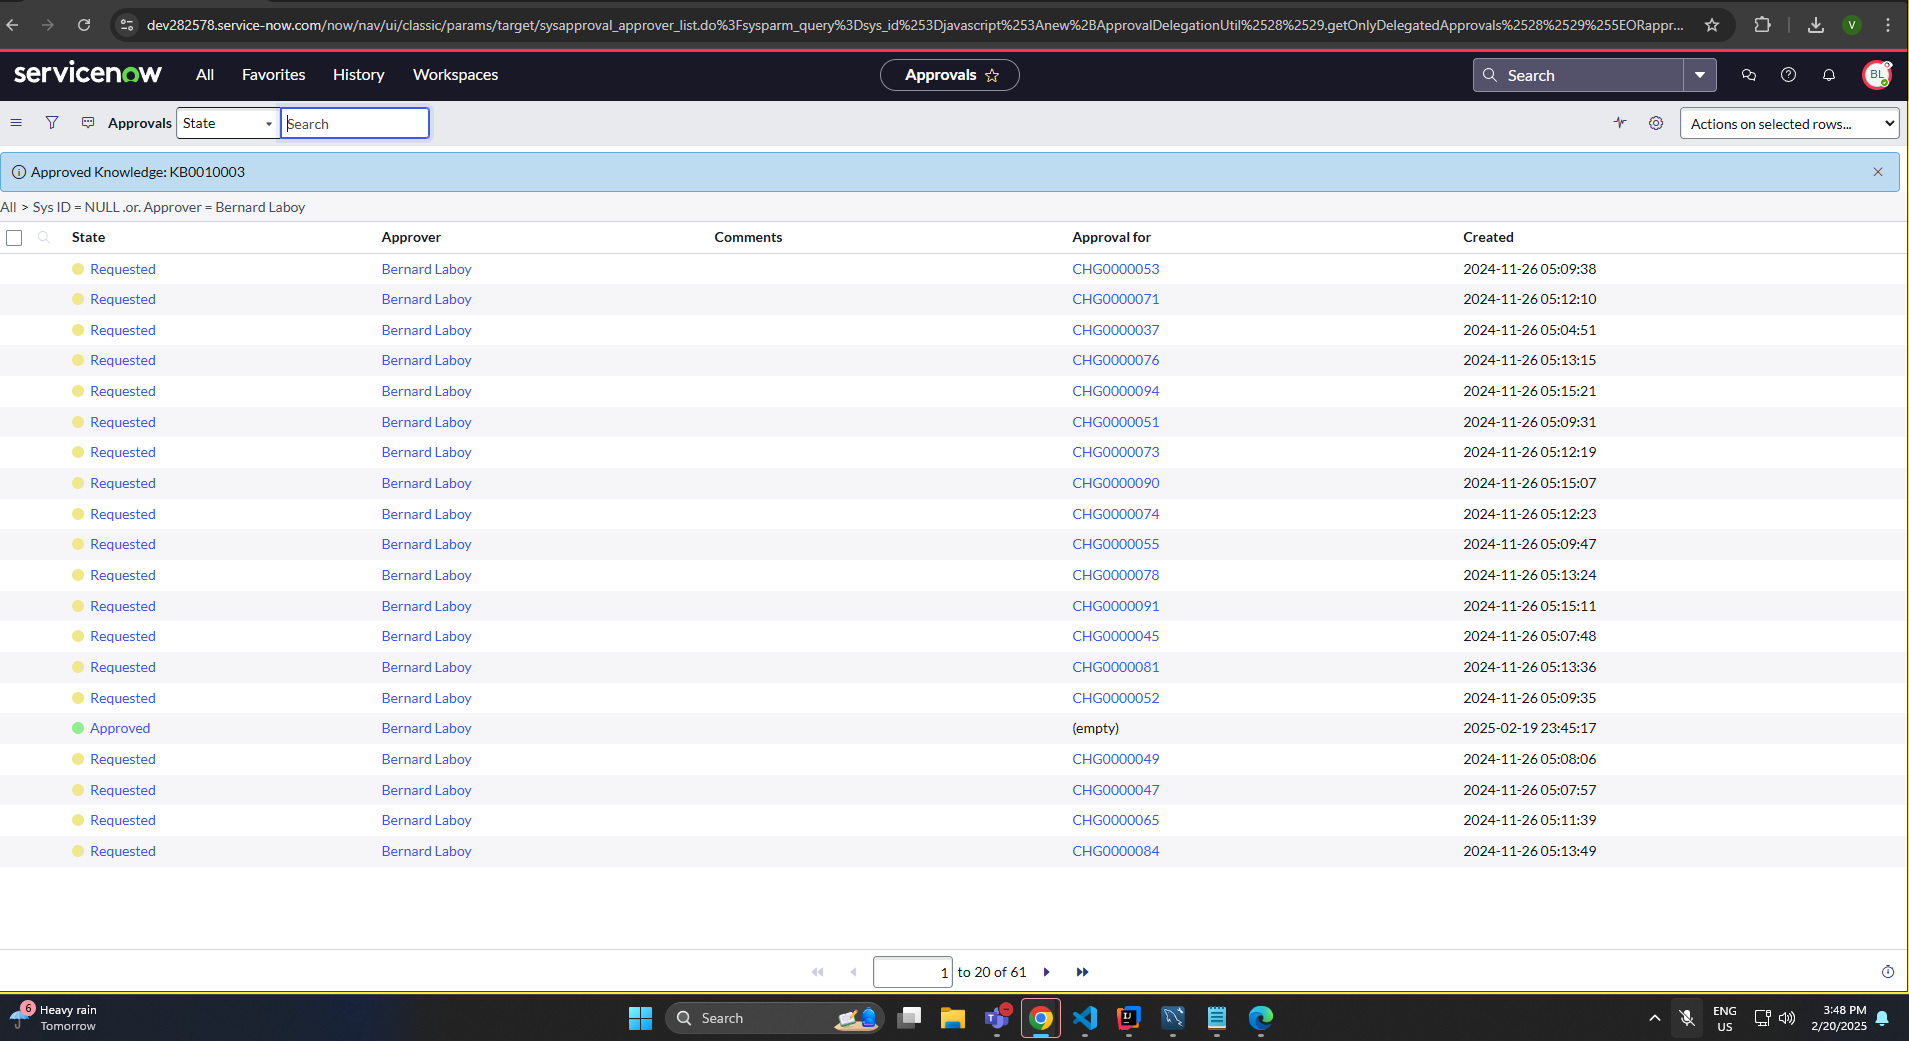 dev282578.service-now.com/now/nav/ui/classic/params/target/sysapproval_approver_list.do%3Fsysparm_query%3Dsys_id%253Djavascript%253Anew%2BApprovalDelegationUtil%2528%2529.getOnlyDelegatedApprovals%2528%2529%255EORappr... V
servicenow All Favorites History Workspaces Approvals Search BL
Approvals State Search Actions on selected rows...
Approved Knowledge: KB0010003
All > Sys ID = NULL .or. Approver = Bernard Laboy
State Approver Comments Approval for Created
Requested Bernard Laboy CHG0000053 2024-11-26 05:09:38
Requested Bernard Laboy CHG0000071 2024-11-26 05:12:10
Requested Bernard Laboy CHG0000037 2024-11-26 05:04:51
Requested Bernard Laboy CHG0000076 2024-11-26 05:13:15
Requested Bernard Laboy CHG0000094 2024-11-26 05:15:21
Requested Bernard Laboy CHG0000051 2024-11-26 05:09:31
Requested Bernard Laboy CHG0000073 2024-11-26 05:12:19
Requested Bernard Laboy CHG0000090 2024-11-26 05:15:07
Requested Bernard Laboy CHG0000074 2024-11-26 05:12:23
Requested Bernard Laboy CHG0000055 2024-11-26 05:09:47
Requested Bernard Laboy CHG0000078 2024-11-26 05:13:24
Requested Bernard Laboy CHG0000091 2024-11-26 05:15:11
Requested Bernard Laboy CHG0000045 2024-11-26 05:07:48
Requested Bernard Laboy CHG0000081 2024-11-26 05:13:36
Requested Bernard Laboy CHG0000052 2024-11-26 05:09:35
Approved Bernard Laboy (empty) 2025-02-19 23:45:17
Requested Bernard Laboy CHG0000049 2024-11-26 05:08:06
Requested Bernard Laboy CHG0000047 2024-11-26 05:07:57
Requested Bernard Laboy CHG0000065 2024-11-26 05:11:39
Requested Bernard Laboy CHG0000084 2024-11-26 05:13:49
1 to 20 of 61
6 Heavy rain
Tomorrow
Search
ENG
US
3:48 PM
2/20/2025